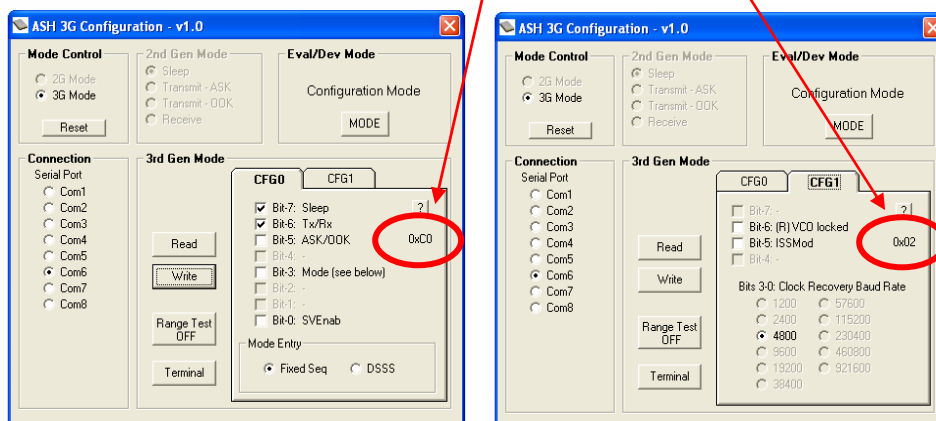 ASH 3G Configuration - v1.0
Mode Control
2G Mode
3G Mode
Reset
2nd Gen Mode
Sleep
Transmit - ASK
Transmit - OOK
Receive
Eval/Dev Mode
Configuration Mode
MODE
Connection
Serial Port
Com1
Com2
Com3
Com4
Com5
Com6
Com7
Com8
3rd Gen Mode
Read
Write
Range Test
OFF
Terminal
CFG0 CFG1
Bit-7: Sleep ?
Bit-6: Tx/Rx
Bit-5: ASK/OOK 0xC0
Bit-4: -
Bit-3: Mode (see below)
Bit-2: -
Bit-1: -
Bit-0: SVEnab
Mode Entry
Fixed Seq DSSS
ASH 3G Configuration - v1.0
Mode Control
2G Mode
3G Mode
Reset
2nd Gen Mode
Sleep
Transmit - ASK
Transmit - OOK
Receive
Eval/Dev Mode
Configuration Mode
MODE
Connection
Serial Port
Com1
Com2
Com3
Com4
Com5
Com6
Com7
Com8
3rd Gen Mode
Read
Write
Range Test
OFF
Terminal
CFG0 CFG1
Bit-7: - ?
Bit-6: (R) VCO locked
Bit-5: ISSMod 0x02
Bit-4: -
Bits 3-0: Clock Recovery Baud Rate
1200 57600
2400 115200
4800 230400
9600 460800
19200 921600
38400